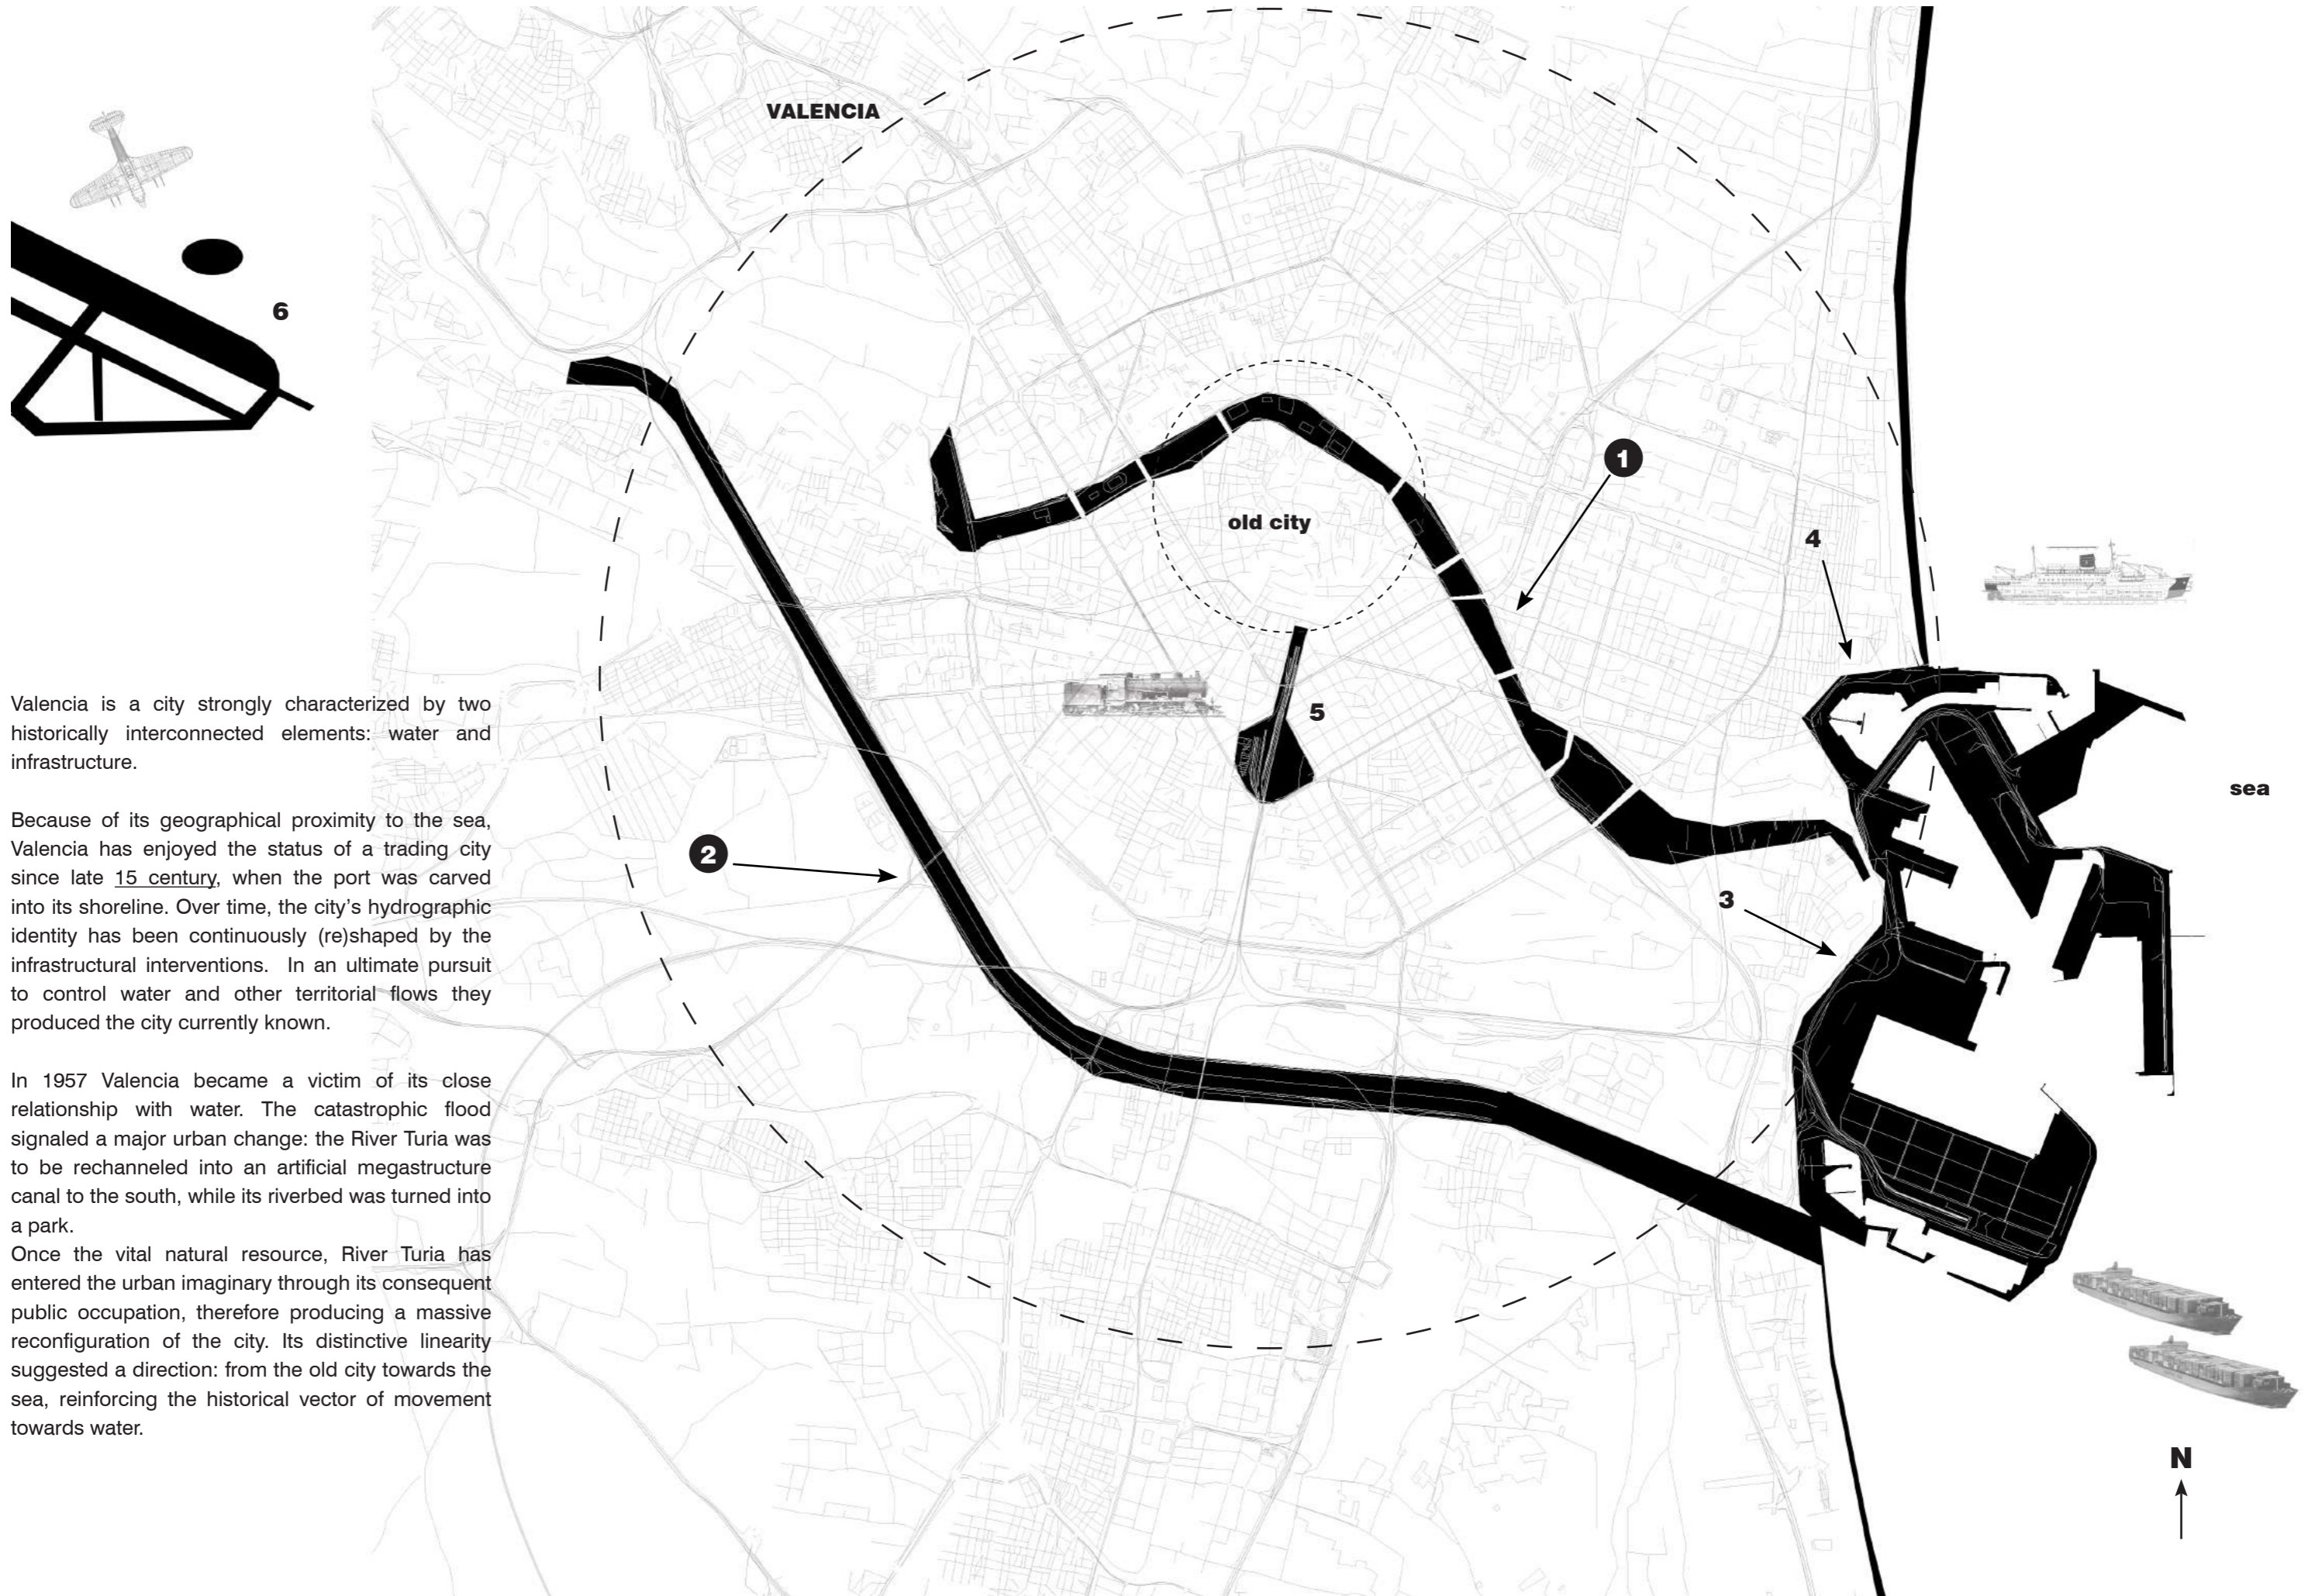 VALENCIA
6
1
old city
4
5
sea
2
3
Valencia is a city strongly characterized by two
historically interconnected elements: water and
infrastructure.
Because of its geographical proximity to the sea,
Valencia has enjoyed the status of a trading city
since late 15 century, when the port was carved
into its shoreline. Over time, the city’s hydrographic
identity has been continuously (re)shaped by the
infrastructural interventions. In an ultimate pursuit
to control water and other territorial flows they
produced the city currently known.
In 1957 Valencia became a victim of its close
relationship with water. The catastrophic flood
signaled a major urban change: the River Turia was
to be rechanneled into an artificial megastructure
canal to the south, while its riverbed was turned into
a park.
Once the vital natural resource, River Turia has
entered the urban imaginary through its consequent
public occupation, therefore producing a massive
reconfiguration of the city. Its distinctive linearity
suggested a direction: from the old city towards the
sea, reinforcing the historical vector of movement
towards water.
N